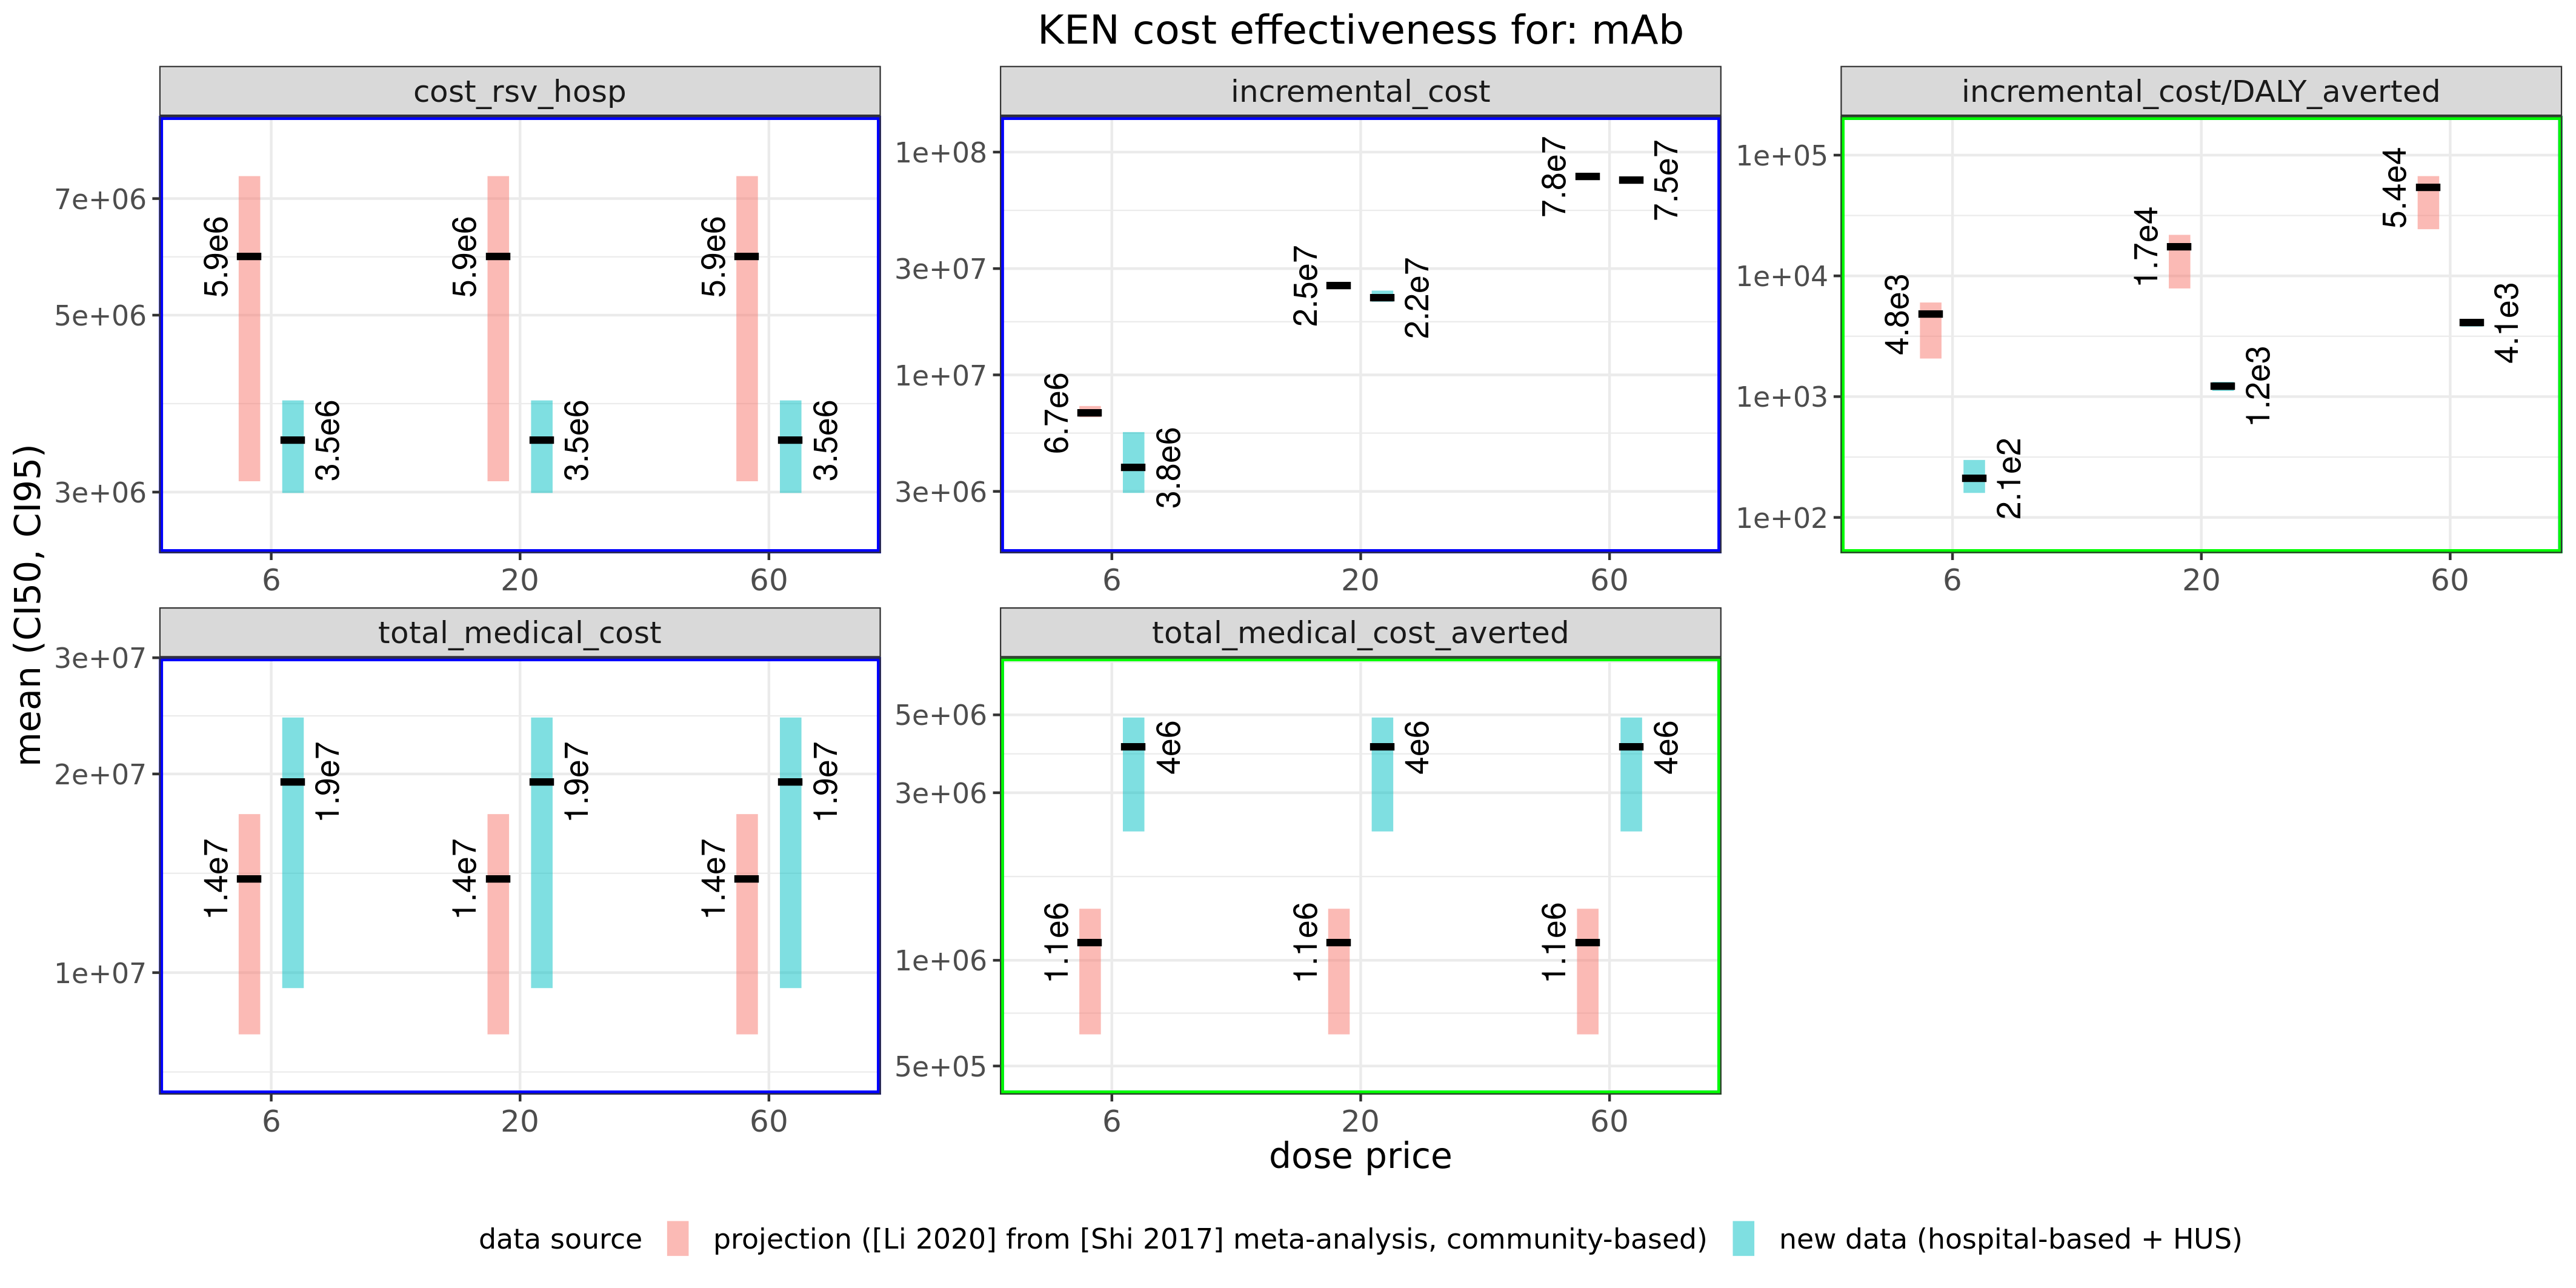 KEN cost effectiveness for: mAb
cost_rsv_hosp
incremental_cost
incremental_cost/DALY_averted
7e+06
5e+06
3e+06
5.9e6
3.5e6
5.9e6
3.5e6
5.9e6
3.5e6
6
20
60
1e+08
3e+07
1e+07
3e+06
6.7e6
3.8e6
2.5e7
2.2e7
7.8e7
7.5e7
6
20
60
1e+05
1e+04
1e+03
1e+02
4.8e3
2.1e2
1.7e4
1.2e3
5.4e4
4.1e3
6
20
60
mean (CI50, CI95)
total_medical_cost
total_medical_cost_averted
3e+07
2e+07
1e+07
1.4e7
1.9e7
1.4e7
1.9e7
1.4e7
1.9e7
6
20
60
5e+06
3e+06
1e+06
5e+05
1.1e6
4e6
1.1e6
4e6
1.1e6
4e6
6
20
60
dose price
data source projection ([Li 2020] from [Shi 2017] meta-analysis, community-based) new data (hospital-based + HUS)